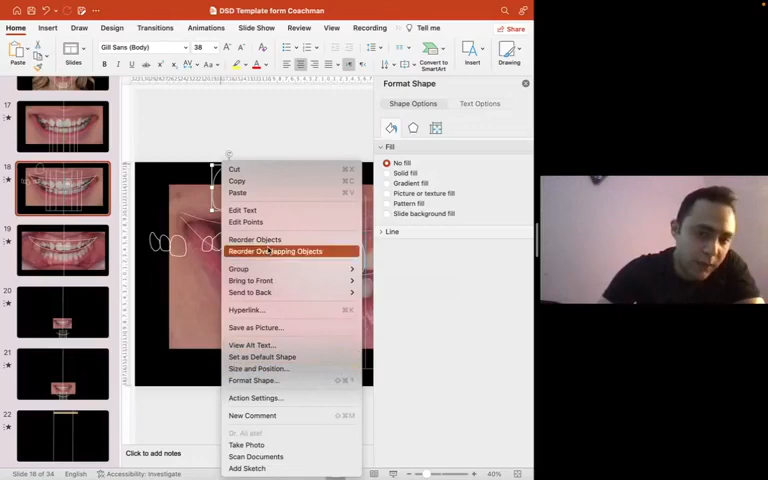 DSD Template form Coachman
Home Insert Draw Design Transitions Animations Slide Show Review View Recording Tell me Share
Paste Slides Gill Sans (Body) 38 Convert to SmartArt Insert Drawing
Format Shape
Shape Options Text Options
Fill
No fill
Solid fill
Gradient fill
Picture or texture fill
Pattern fill
Slide background fill
Line
17
18
19
20
21
22
Cut ⌘X
Copy ⌘C
Paste ⌘V
Edit Text
Edit Points
Reorder Objects
Reorder Overlapping Objects
Group
Bring to Front
Send to Back
Hyperlink... ⌘K
Save as Picture...
View Alt Text...
Set as Default Shape
Size and Position...
Format Shape... ⇧⌘1
Action Settings...
New Comment ⇧⌘M
Take Photo
Scan Documents
Add Sketch
Click to add notes
Slide 18 of 34 English Accessibility: Investigate 40%